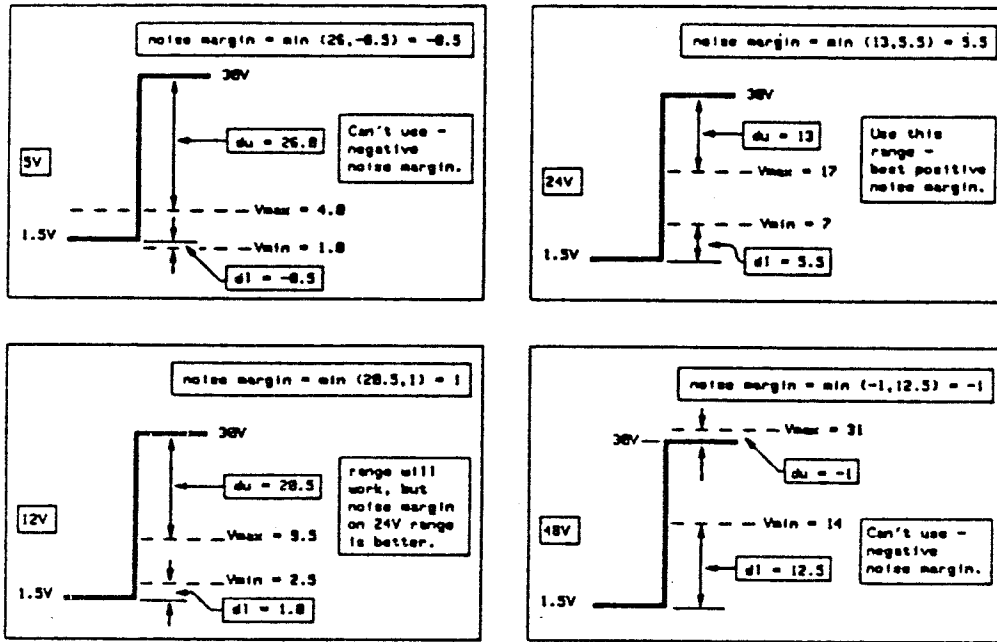 noise margin = min (26,-0.5) = -0.5
30V
du = 26.0
Can't use -
negative
noise margin.
5V
Vmax = 4.0
1.5V
Vmin = 1.0
dl = -0.5
noise margin = min (13,5.5) = 5.5
30V
du = 13
Use this
range -
best positive
noise margin.
Vmax = 17
24V
Vmin = 7
1.5V
dl = 5.5
noise margin = min (20.5,1) = 1
30V
du = 20.5
range will
work, but
noise margin
on 24V range
is better.
12V
Vmax = 9.5
Vmin = 2.5
1.5V
dl = 1.0
noise margin = min (-1,12.5) = -1
Vmax = 31
30V
du = -1
48V
Vmin = 14
Can't use -
negative
noise margin.
dl = 12.5
1.5V